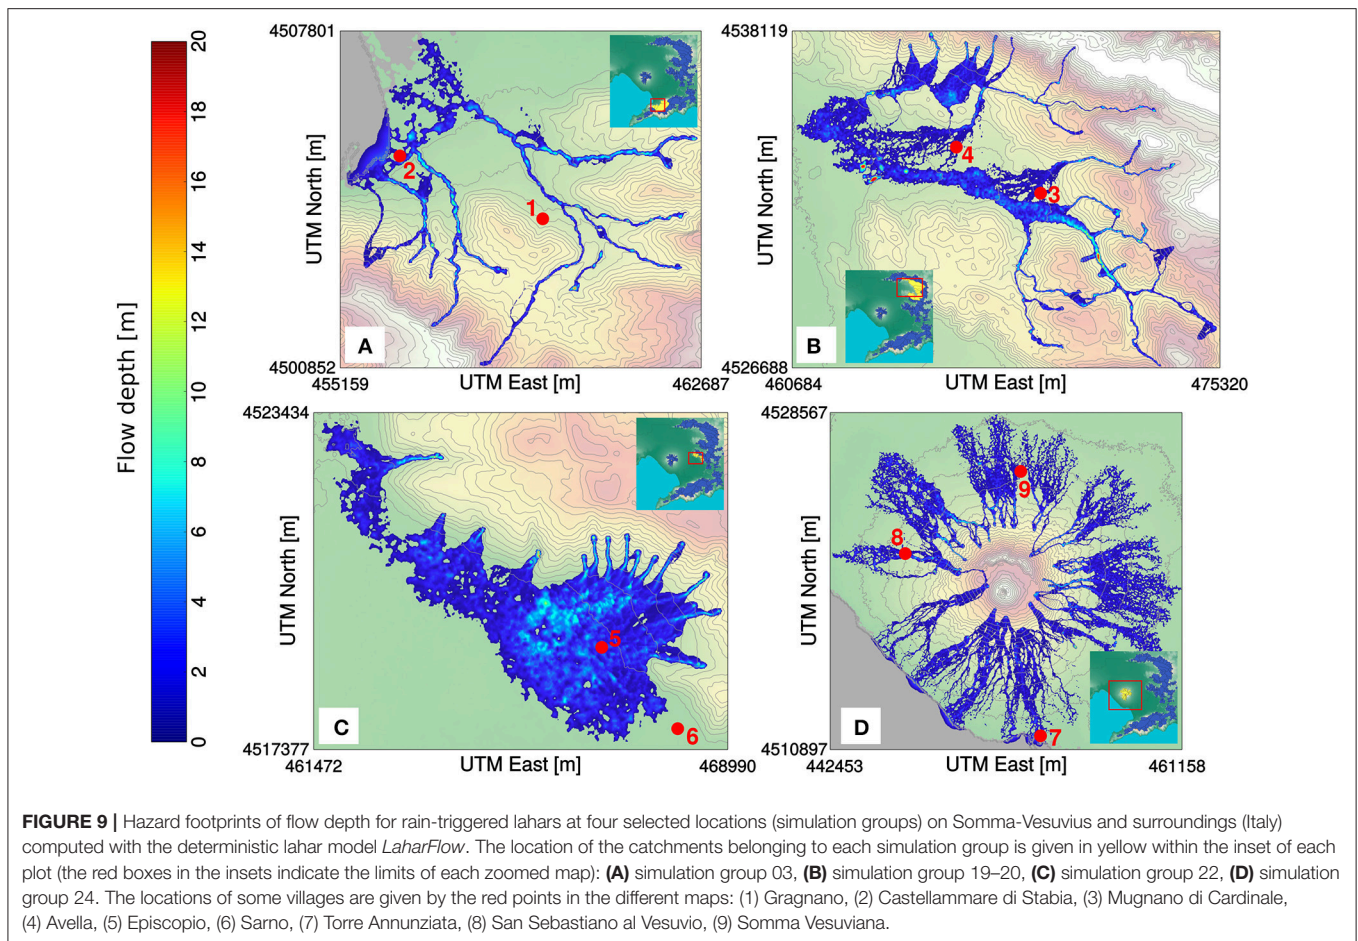 Flow depth [m]
20
18
16
14
12
10
8
6
4
2
0
4507801
UTM North [m]
4500852
455159
UTM East [m]
462687
1
2
A
4538119
UTM North [m]
4526688
460684
UTM East [m]
475320
4
3
B
4523434
UTM North [m]
4517377
461472
UTM East [m]
468990
5
6
C
4528567
UTM North [m]
4510897
442453
UTM East [m]
461158
9
8
7
D
FIGURE 9 | Hazard footprints of flow depth for rain-triggered lahars at four selected locations (simulation groups) on Somma-Vesuvius and surroundings (Italy)
computed with the deterministic lahar model LaharFlow. The location of the catchments belonging to each simulation group is given in yellow within the inset of each
plot (the red boxes in the insets indicate the limits of each zoomed map): (A) simulation group 03, (B) simulation group 19–20, (C) simulation group 22, (D) simulation
group 24. The locations of some villages are given by the red points in the different maps: (1) Gragnano, (2) Castellammare di Stabia, (3) Mugnano di Cardinale,
(4) Avella, (5) Episcopio, (6) Sarno, (7) Torre Annunziata, (8) San Sebastiano al Vesuvio, (9) Somma Vesuviana.